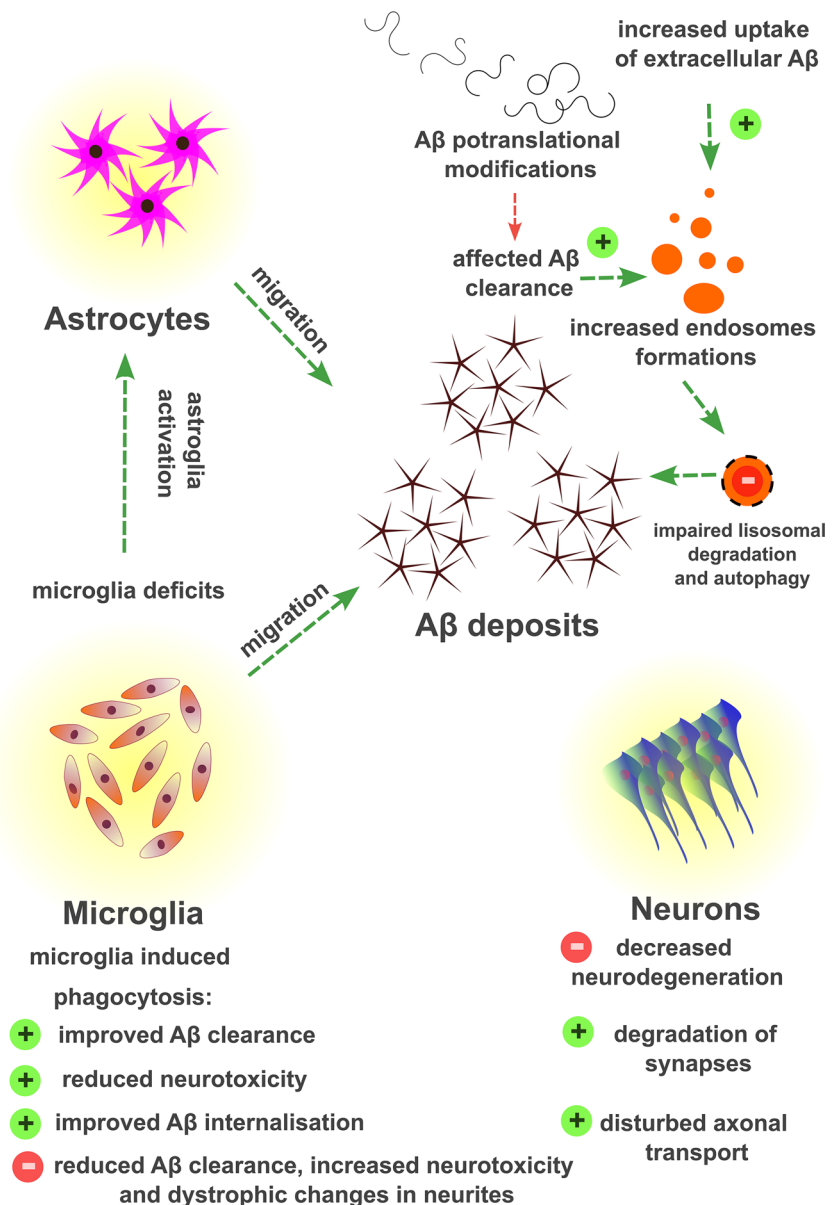 increased uptake
of extracellular Aβ
+
Aβ potranslational
modifications
affected Aβ
clearance
+
increased endosomes
formations
Astrocytes
migration
astroglia
activation
-
impaired lisosomal
degradation
and autophagy
microglia deficits
migration
Aβ deposits
Microglia
microglia induced
phagocytosis:
+ improved Aβ clearance
+ reduced neurotoxicity
+ improved Aβ internalisation
- reduced Aβ clearance, increased neurotoxicity
and dystrophic changes in neurites
Neurons
- decreased
neurodegeneration
+ degradation of
synapses
+ disturbed axonal
transport